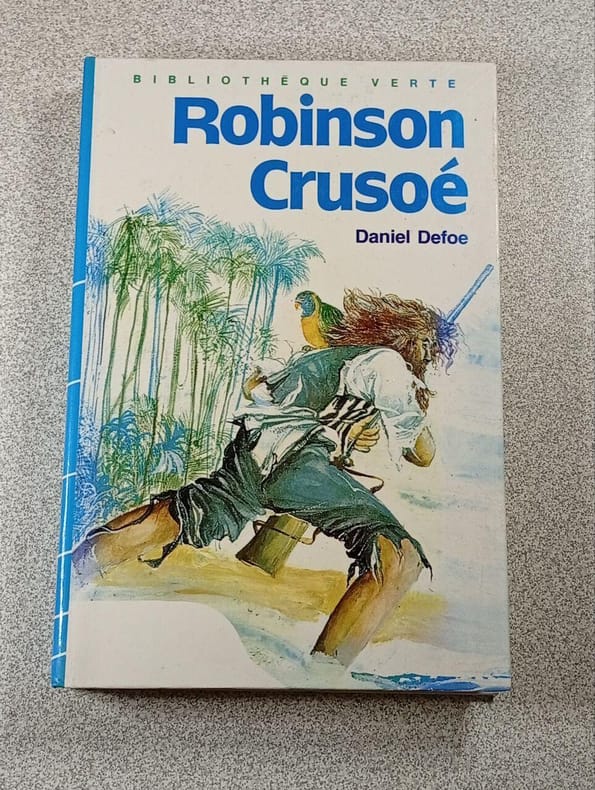 BIBLIOTHÈQUE VERTE
Robinson
Crusoé
Daniel Defoe